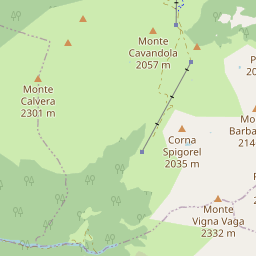 Monte
Cavandola
2057 m
Monte
Calvera
2301 m
Corna
Spigorel
2035 m
Monte
Vigna Vaga
2332 m